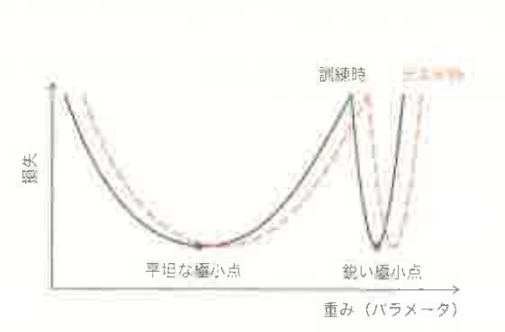 訓練時
損失
平坦な極小点
鋭い極小点
重み（パラメータ）